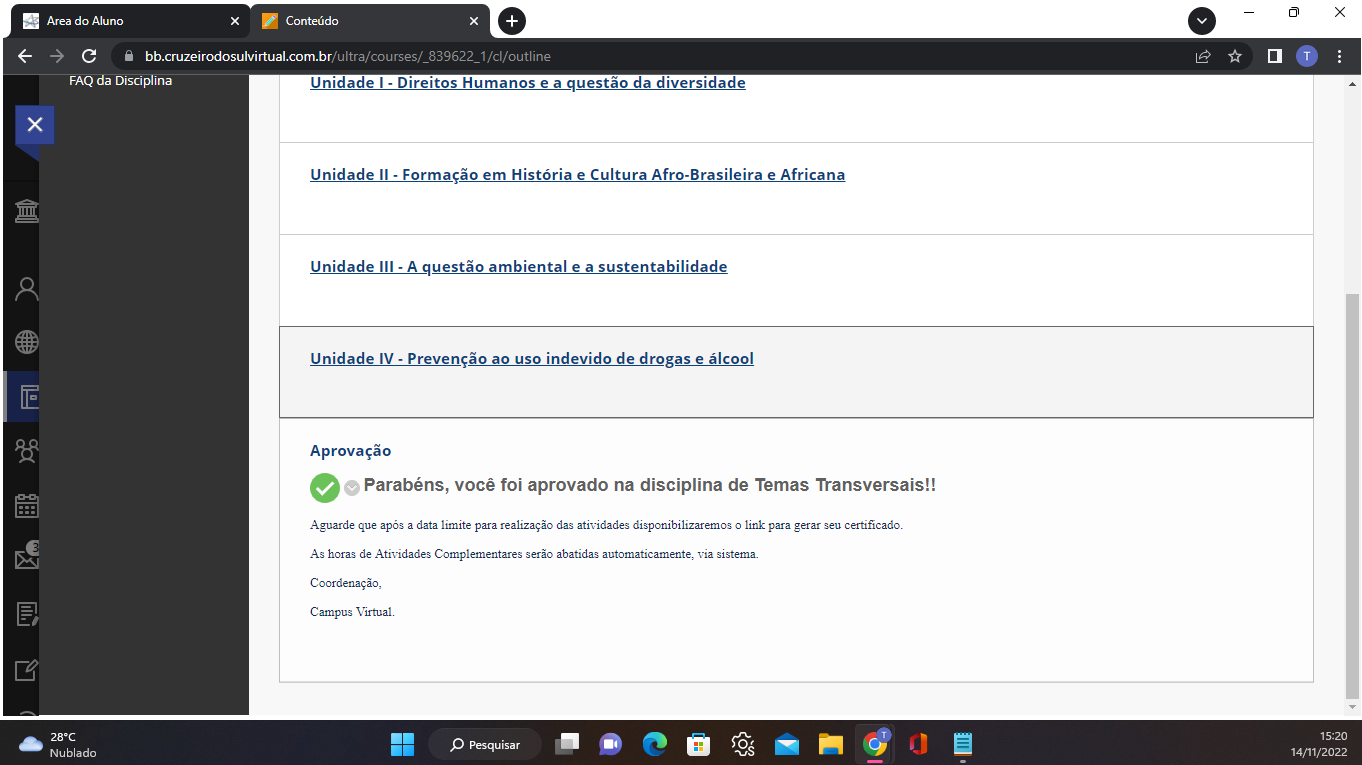 Area do Aluno
Conteúdo
bb.cruzeirodosulvirtual.com.br/ultra/courses/_839622_1/cl/outline
T
FAQ da Disciplina
Unidade I - Direitos Humanos e a questão da diversidade
Unidade II - Formação em História e Cultura Afro-Brasileira e Africana
Unidade III - A questão ambiental e a sustentabilidade
Unidade IV - Prevenção ao uso indevido de drogas e álcool
Aprovação
Parabéns, você foi aprovado na disciplina de Temas Transversais!!
Aguarde que após a data limite para realização das atividades disponibilizaremos o link para gerar seu certificado.
As horas de Atividades Complementares serão abatidas automaticamente, via sistema.
Coordenação,
Campus Virtual.
3
28°C
Nublado
Pesquisar
T
15:20
14/11/2022